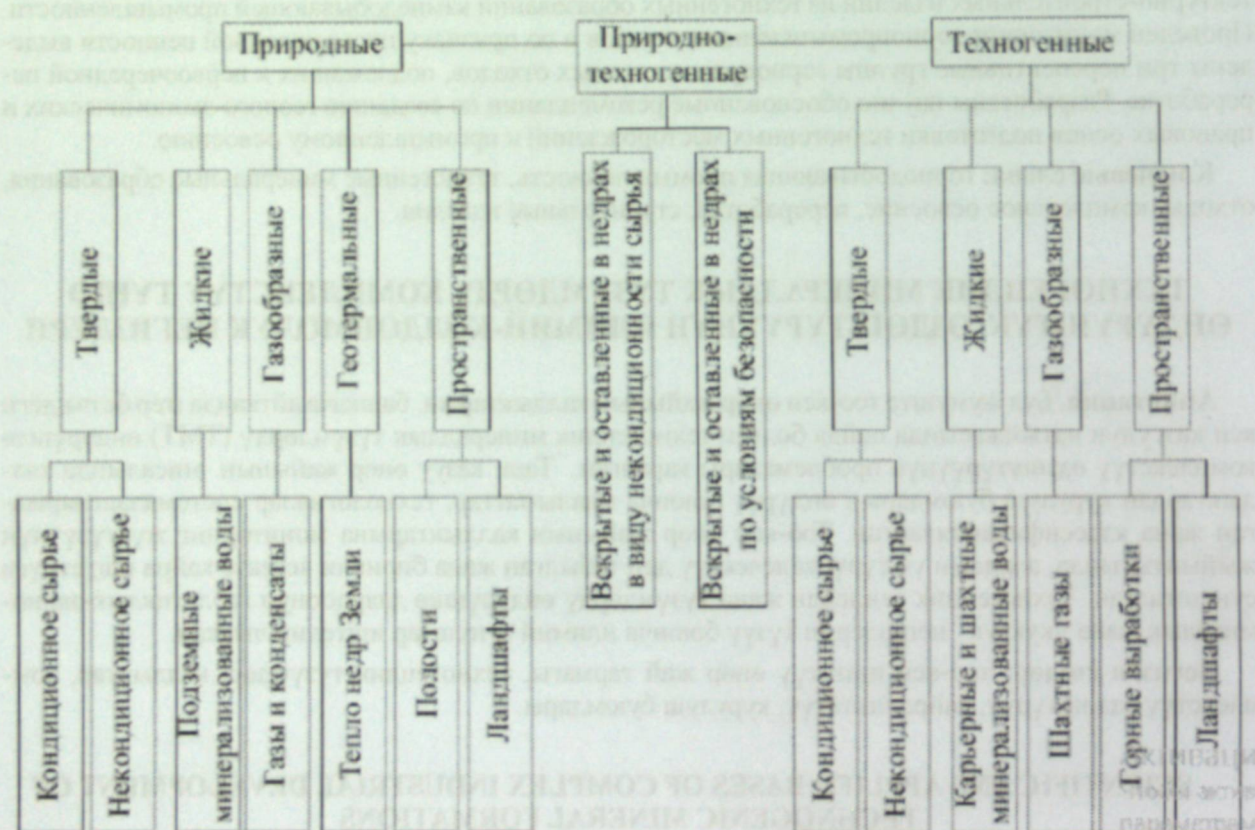 Природные
Природно-
техногенные
Техногенные
Твердые
Жидкие
Газообразные
Геотермальные
Пространственные
Вскрытые и оставленные в недрах
в виду некондиционности сырья
Вскрытые и оставленные в недрах
по условиям безопасности
Твердые
Жидкие
Газообразные
Пространственные
Кондиционное сырье
Некондиционное сырье
Подземные
минерализованные воды
Газы и конденсаты
Тепло недр Земли
Полости
Ландшафты
Кондиционное сырье
Некондиционное сырье
Карьерные и шахтные
минерализованные воды
Шахтные газы
Горные выработки
Ландшафты